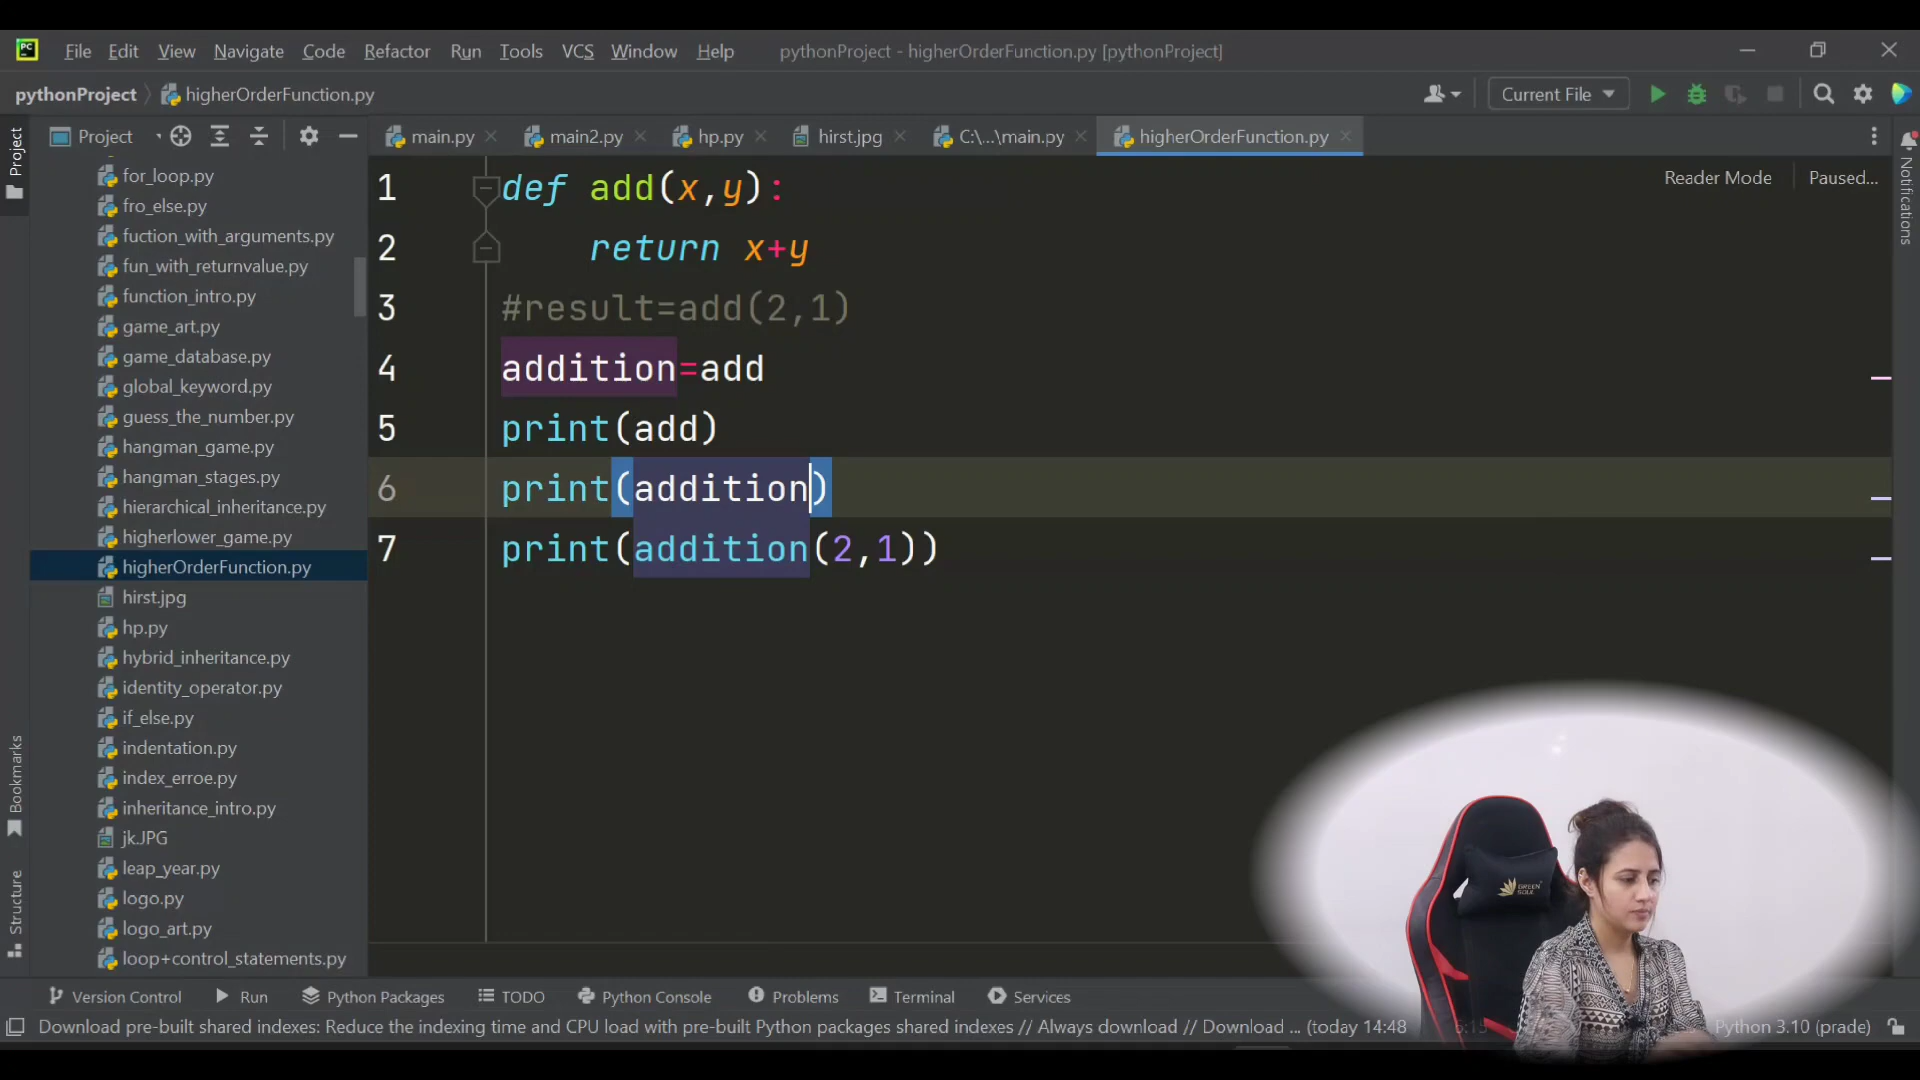 PC File Edit View Navigate Code Refactor Run Tools VCS Window Help pythonProject - higherOrderFunction.py [pythonProject]
pythonProject higherOrderFunction.py Current File
Project main.py main2.py hp.py hirst.jpg C:\...\main.py higherOrderFunction.py
Project
Notifications
Bookmarks
Structure
for_loop.py
fro_else.py
fuction_with_arguments.py
fun_with_returnvalue.py
function_intro.py
game_art.py
game_database.py
global_keyword.py
guess_the_number.py
hangman_game.py
hangman_stages.py
hierarchical_inheritance.py
higherlower_game.py
higherOrderFunction.py
hirst.jpg
hp.py
hybrid_inheritance.py
identity_operator.py
if_else.py
indentation.py
index_erroe.py
inheritance_intro.py
jk.JPG
leap_year.py
logo.py
logo_art.py
loop+control_statements.py
Reader Mode Paused...
1 def add(x,y):
2 return x+y
3 #result=add(2,1)
4 addition=add
5 print(add)
6 print(addition)
7 print(addition(2,1))
GREEN
SOUL
Version Control Run Python Packages TODO Python Console Problems Terminal Services
Download pre-built shared indexes: Reduce the indexing time and CPU load with pre-built Python packages shared indexes // Always download // Download ... (today 14:48 6:15 Python 3.10 (prade)